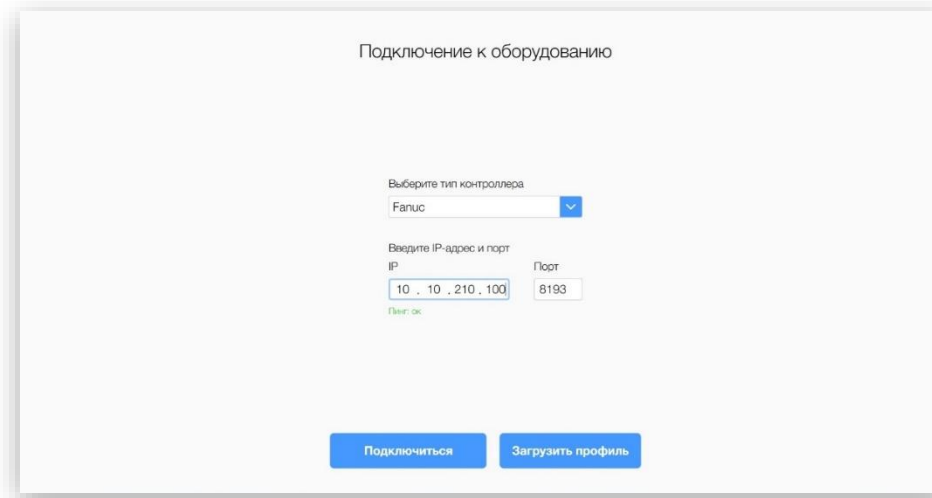 Подключение к оборудованию
Выберите тип контроллера
Fanuc
Введите IP-адрес и порт
IP Порт
10 . 10 . 210 . 100 8193
Пинг: ок
Подключиться Загрузить профиль